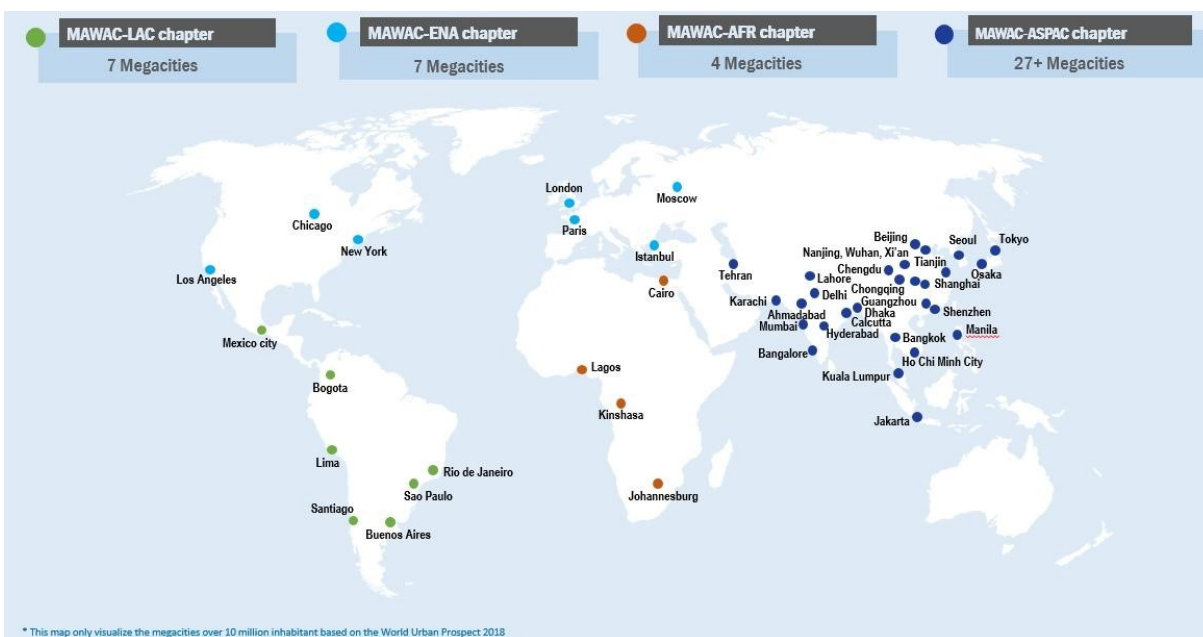 MAWAC-LAC chapter
7 Megacities
MAWAC-ENA chapter
7 Megacities
MAWAC-AFR chapter
4 Megacities
MAWAC-ASPAC chapter
27+ Megacities
London
Moscow
Chicago
Paris
New York
Istanbul
Los Angeles
Beijing
Seoul
Tokyo
Nanjing, Wuhan, Xi'an
Tianjin
Osaka
Tehran
Lahore
Chengdu
Shanghai
Cairo
Karachi
Delhi
Chongqing
Guangzhou
Shenzhen
Ahmadabad
Dhaka
Mumbai
Calcutta
Hyderabad
Bangkok
Manila
Mexico city
Bangalore
Ho Chi Minh City
Bogota
Lagos
Kuala Lumpur
Kinshasa
Jakarta
Lima
Rio de Janeiro
Sao Paulo
Johannesburg
Santiago
Buenos Aires
* This map only visualize the megacities over 10 million inhabitant based on the World Urban Prospect 2018